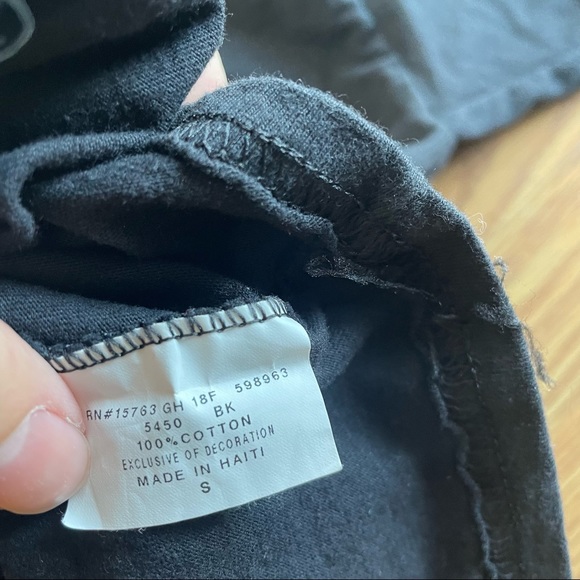 RN#15763 GH 18F 598963
5450 BK
100% COTTON
EXCLUSIVE OF DECORATION
MADE IN HAITI
S